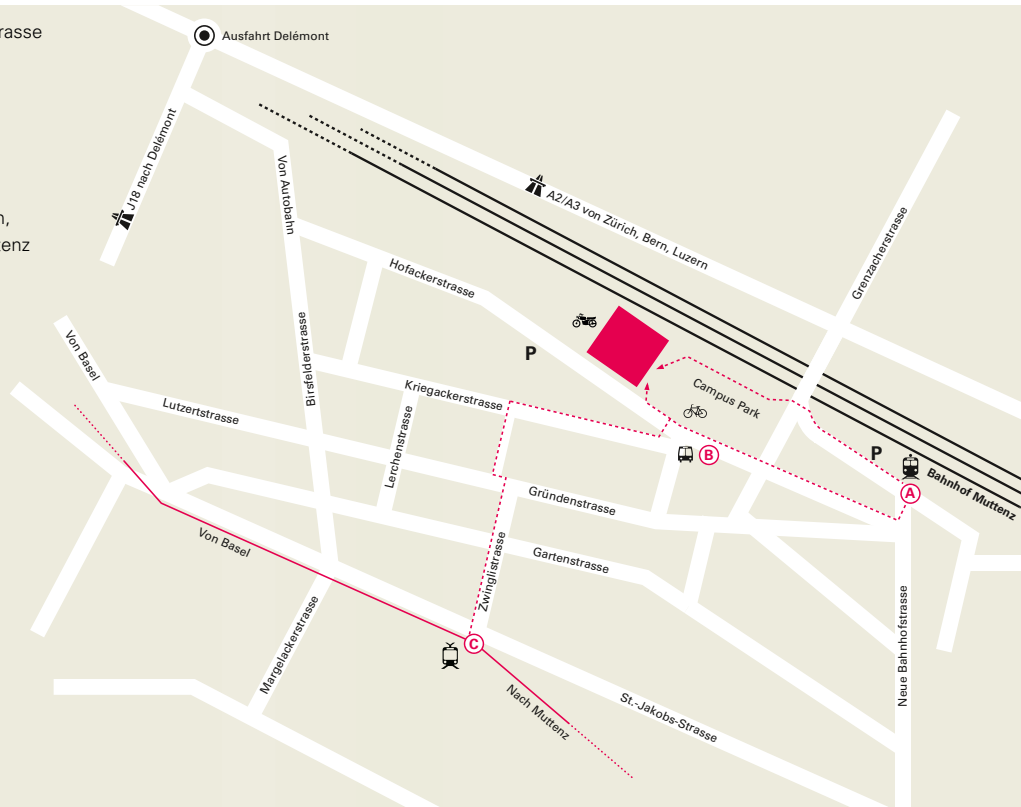 rasse
Ausfahrt Delémont
J18 nach Delémont
Von Autobahn
n,
tenz
A2/A3 von Zürich, Bern, Luzern
Grenzacherstrasse
Hofackerstrasse
P
Von Basel
Birsfelderstrasse
Kriegackerstrasse
Campus Park
Lutzertstrasse
Lerchenstrasse
B
P
Bahnhof Muttenz
A
Gründenstrasse
Von Basel
Zwinglistrasse
Gartenstrasse
Margelackerstrasse
C
Neue Bahnhofstrasse
Nach Muttenz
St.-Jakobs-Strasse